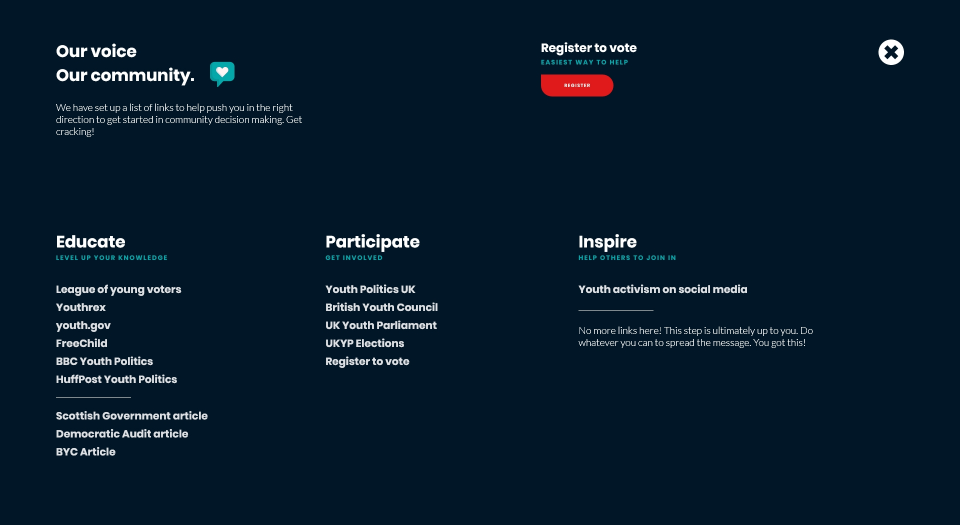 Our voice
Our community.
We have set up a list of links to help push you in the right
direction to get started in community decision making. Get
cracking!
Register to vote
EASIEST WAY TO HELP
REGISTER
Educate
LEVEL UP YOUR KNOWLEDGE
League of young voters
Youthrex
youth.gov
FreeChild
BBC Youth Politics
HuffPost Youth Politics
Scottish Government article
Democratic Audit article
BYC Article
Participate
GET INVOLVED
Youth Politics UK
British Youth Council
UK Youth Parliament
UKYP Elections
Register to vote
Inspire
HELP OTHERS TO JOIN IN
Youth activism on social media
No more links here! This step is ultimately up to you. Do
whatever you can to spread the message. You got this!